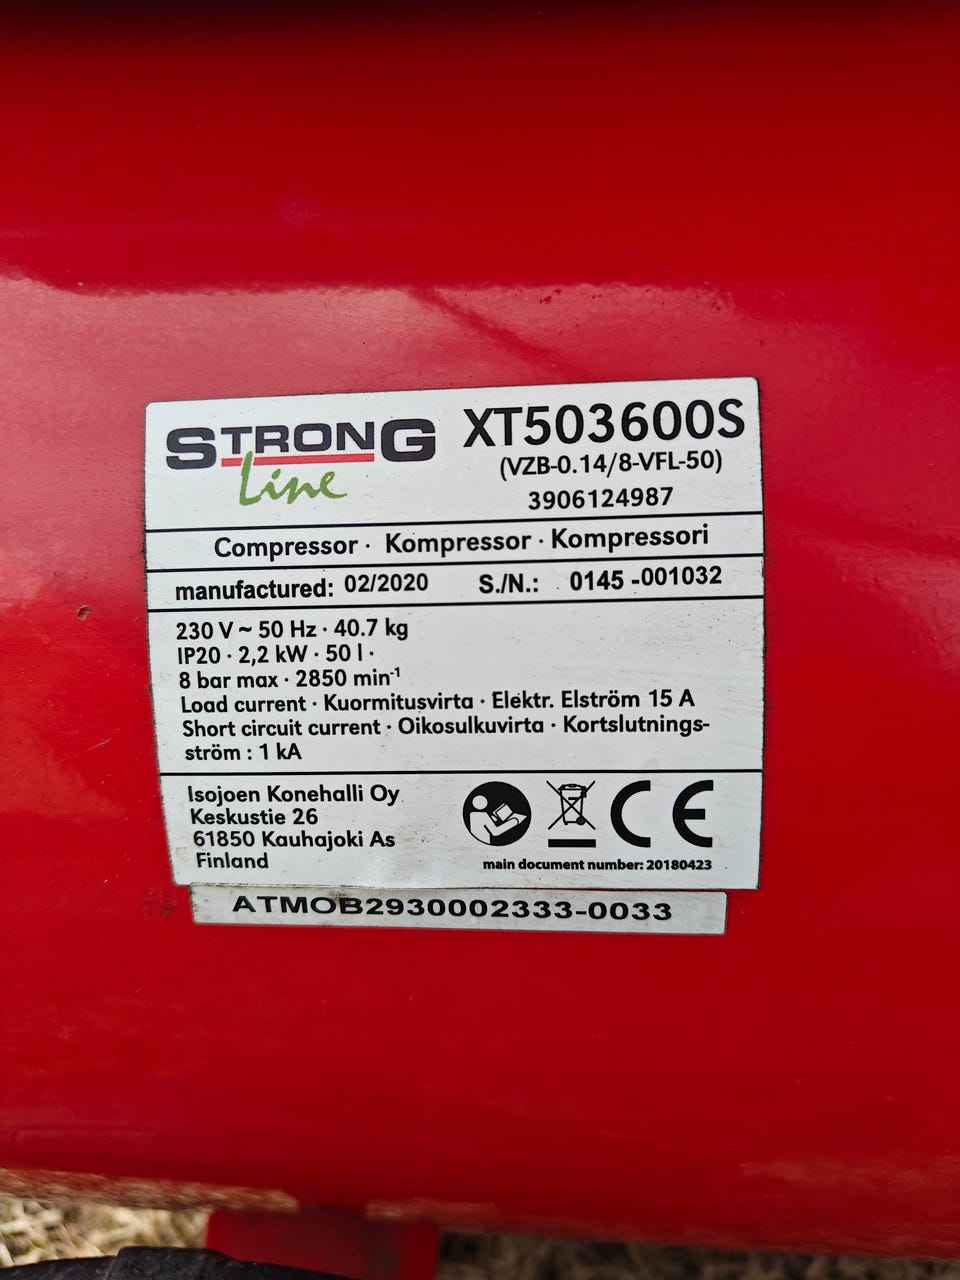 STRONG
Line
XT503600S
(VZB-0.14/8-VFL-50)
3906124987
Compressor · Kompressor · Kompressori
manufactured: 02/2020 S./N.: 0145 -001032
230 V ~ 50 Hz · 40.7 kg
IP20 · 2,2 kW · 50 l ·
8 bar max · 2850 min⁻¹
Load current · Kuormitusvirta · Elektr. Elström 15 A
Short circuit current · Oikosulkuvirta · Kortslutnings-
ström : 1 kA
Isojoen Konehalli Oy
Keskustie 26
61850 Kauhajoki As
Finland
CE
main document number: 20180423
ATMOB2930002333-0033